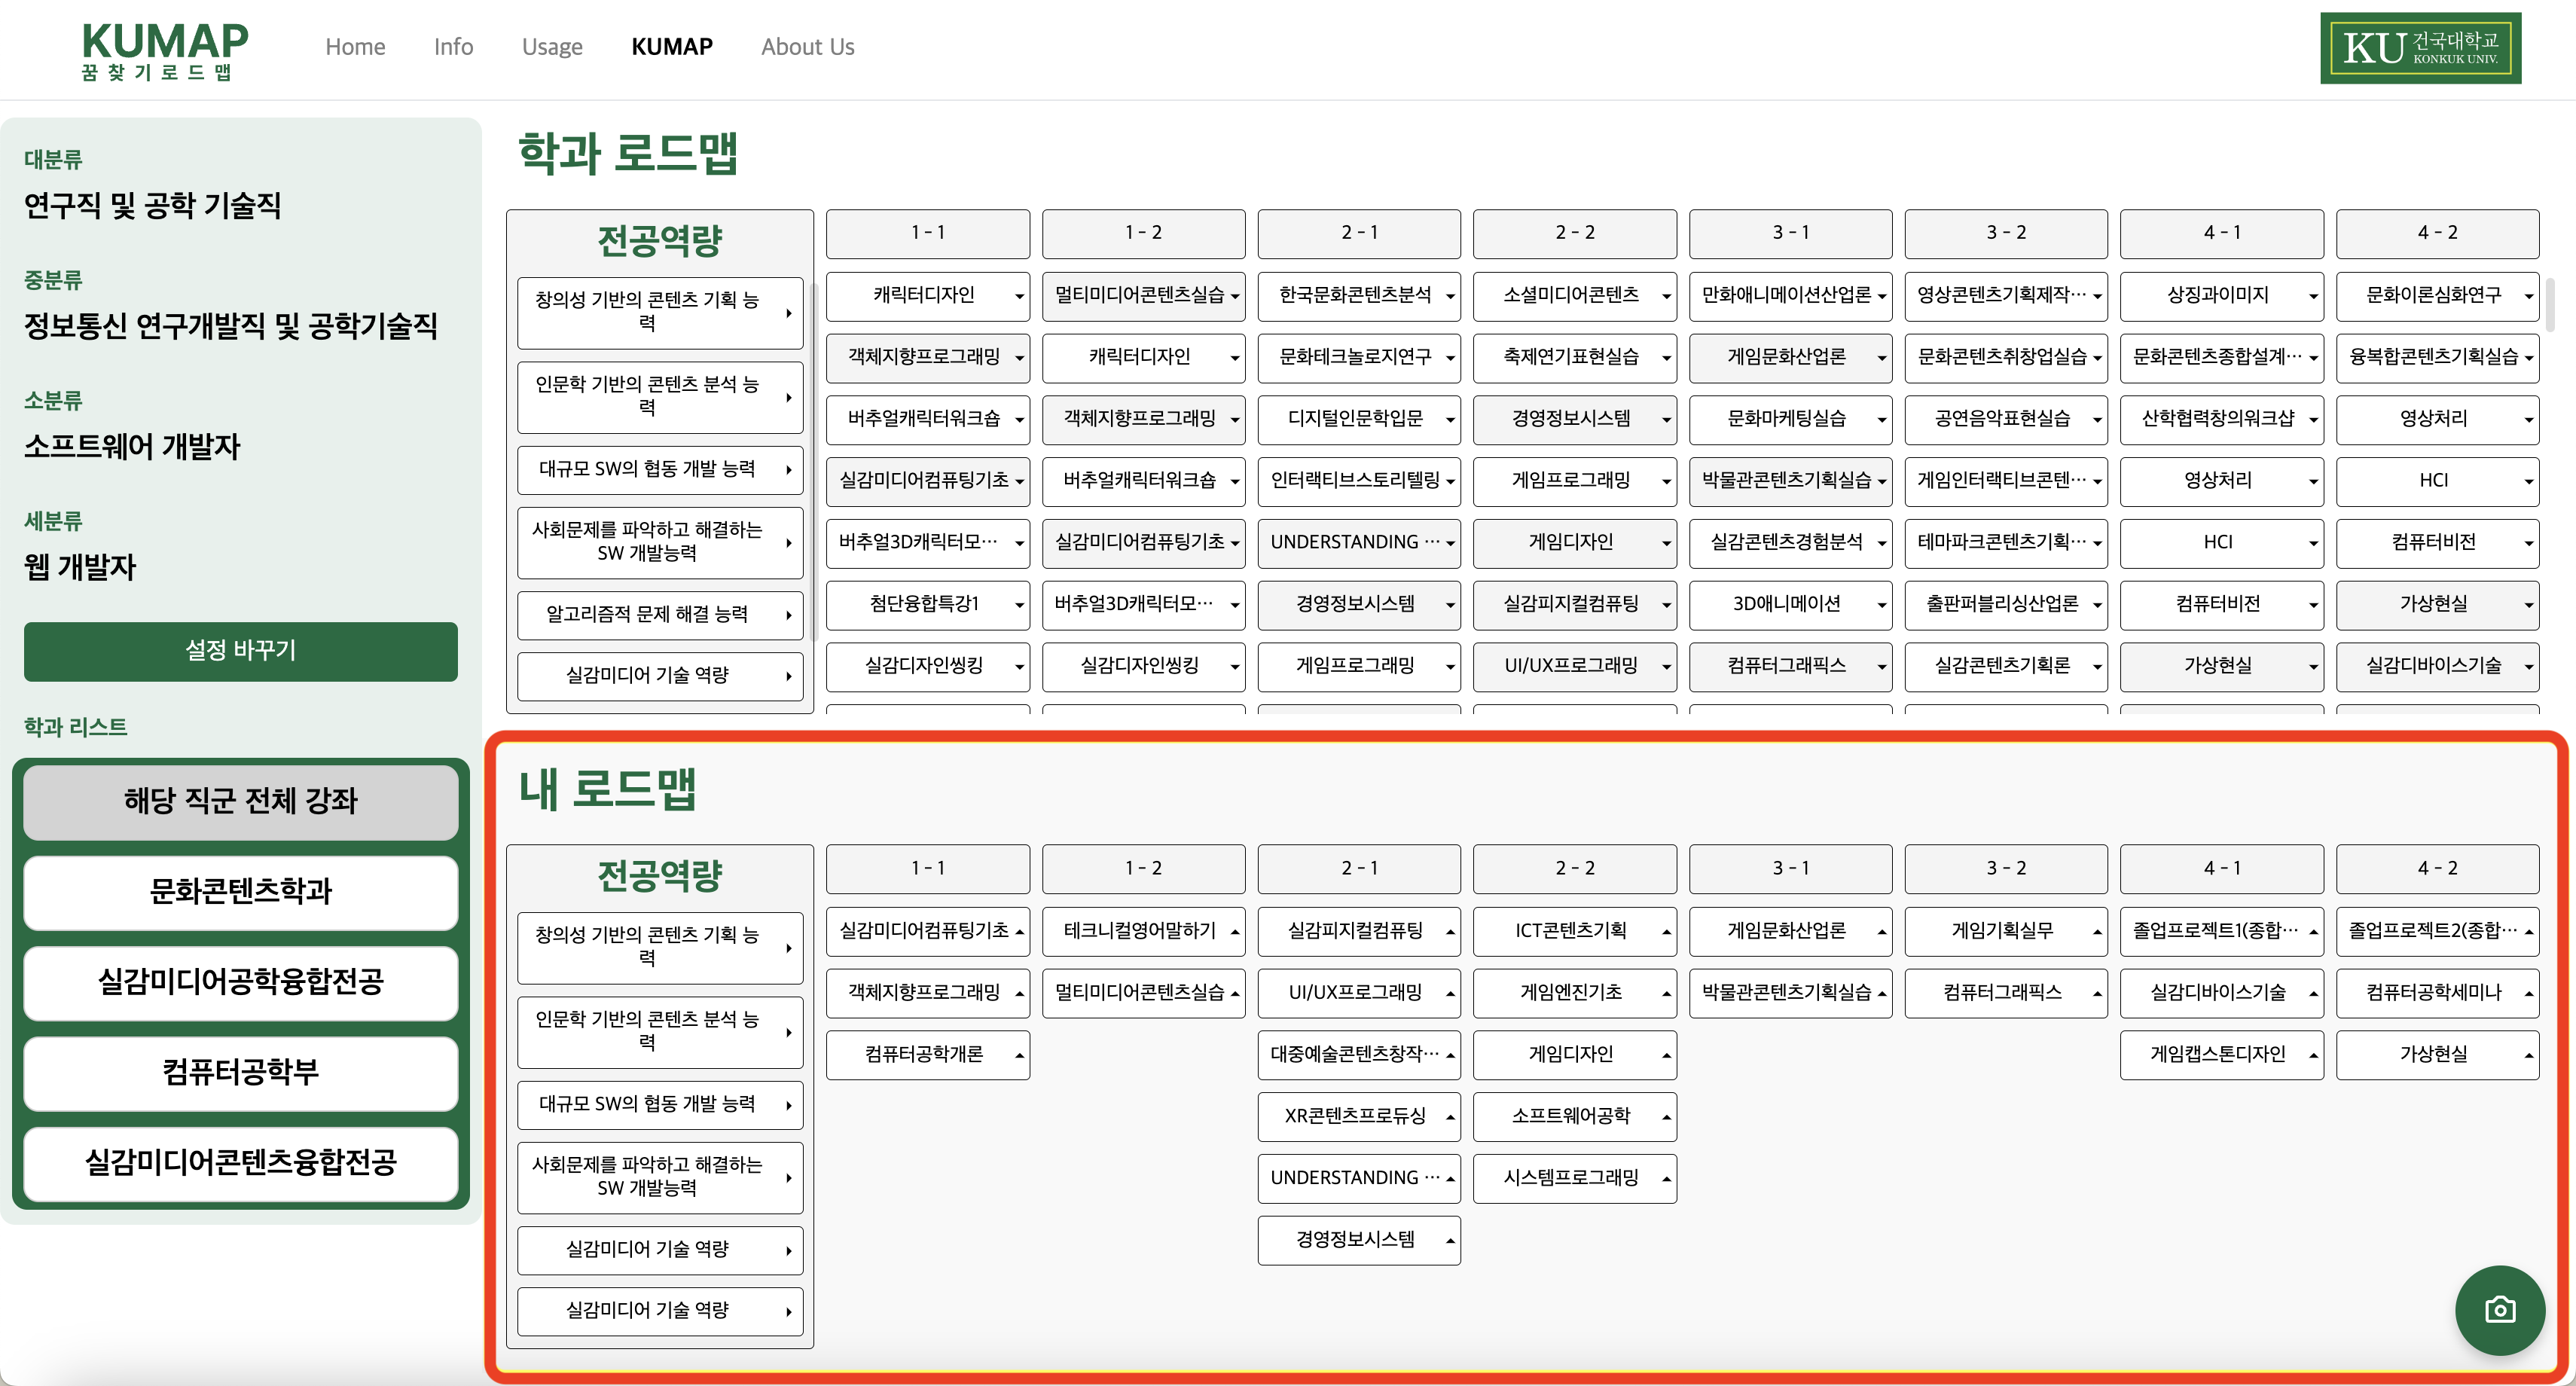 KUMAP
꿈찾기로드맵
Home Info Usage KUMAP About Us
KU 건국대학교
KONKUK UNIV.
대분류
연구직 및 공학 기술직
중분류
정보통신 연구개발직 및 공학기술직
소분류
소프트웨어 개발자
세분류
웹 개발자
설정 바꾸기
학과 리스트
해당 직군 전체 강좌
문화콘텐츠학과
실감미디어공학융합전공
컴퓨터공학부
실감미디어콘텐츠융합전공
학과 로드맵
전공역량
창의성 기반의 콘텐츠 기획 능
력
인문학 기반의 콘텐츠 분석 능
력
대규모 SW의 협동 개발 능력
사회문제를 파악하고 해결하는
SW 개발능력
알고리즘적 문제 해결 능력
실감미디어 기술 역량
1 - 1 1 - 2 2 - 1 2 - 2 3 - 1 3 - 2 4 - 1 4 - 2
캐릭터디자인 멀티미디어콘텐츠실습 한국문화콘텐츠분석 소셜미디어콘텐츠 만화애니메이션산업론 영상콘텐츠기획제작… 상징과이미지 문화이론심화연구
객체지향프로그래밍 캐릭터디자인 문화테크놀로지연구 축제연기표현실습 게임문화산업론 문화콘텐츠취창업실습 문화콘텐츠종합설계… 융복합콘텐츠기획실습
버추얼캐릭터워크숍 객체지향프로그래밍 디지털인문학입문 경영정보시스템 문화마케팅실습 공연음악표현실습 산학협력창의워크샵 영상처리
실감미디어컴퓨팅기초 버추얼캐릭터워크숍 인터랙티브스토리텔링 게임프로그래밍 박물관콘텐츠기획실습 게임인터랙티브콘텐… 영상처리 HCI
버추얼3D캐릭터모… 실감미디어컴퓨팅기초 UNDERSTANDING … 게임디자인 실감콘텐츠경험분석 테마파크콘텐츠기획… HCI 컴퓨터비전
첨단융합특강1 버추얼3D캐릭터모… 경영정보시스템 실감피지컬컴퓨팅 3D애니메이션 출판퍼블리싱산업론 컴퓨터비전 가상현실
실감디자인씽킹 실감디자인씽킹 게임프로그래밍 UI/UX프로그래밍 컴퓨터그래픽스 실감콘텐츠기획론 가상현실 실감디바이스기술
내 로드맵
전공역량
창의성 기반의 콘텐츠 기획 능
력
인문학 기반의 콘텐츠 분석 능
력
대규모 SW의 협동 개발 능력
사회문제를 파악하고 해결하는
SW 개발능력
실감미디어 기술 역량
실감미디어 기술 역량
1 - 1 1 - 2 2 - 1 2 - 2 3 - 1 3 - 2 4 - 1 4 - 2
실감미디어컴퓨팅기초 테크니컬영어말하기 실감피지컬컴퓨팅 ICT콘텐츠기획 게임문화산업론 게임기획실무 졸업프로젝트1(종합… 졸업프로젝트2(종합…
객체지향프로그래밍 멀티미디어콘텐츠실습 UI/UX프로그래밍 게임엔진기초 박물관콘텐츠기획실습 컴퓨터그래픽스 실감디바이스기술 컴퓨터공학세미나
컴퓨터공학개론 대중예술콘텐츠창작… 게임디자인 게임캡스톤디자인 가상현실
XR콘텐츠프로듀싱 소프트웨어공학
UNDERSTANDING … 시스템프로그래밍
경영정보시스템